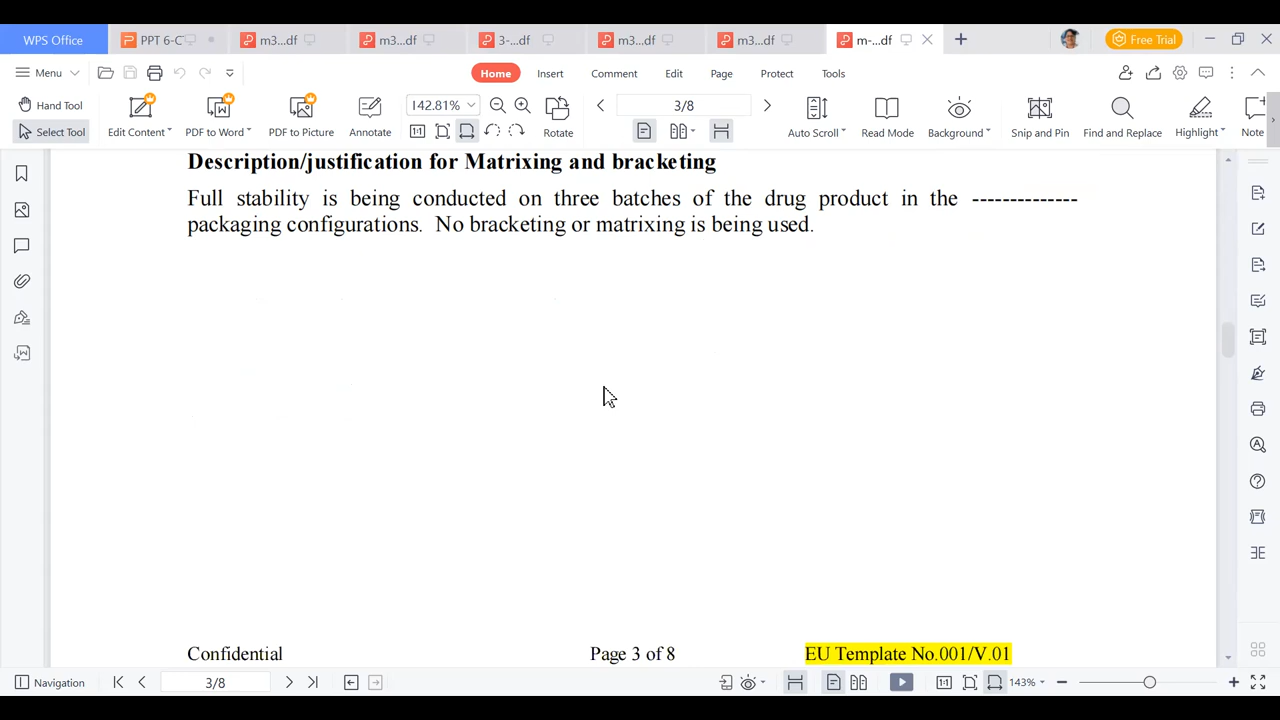 WPS Office
PPT 6-C
m3...df
m3...df
3-...df
m3...df
m3...df
m-...df
Free Trial
Menu
Home
Insert
Comment
Edit
Page
Protect
Tools
Hand Tool
Select Tool
Edit Content
PDF to Word
PDF to Picture
Annotate
142.81%
Rotate
3/8
Auto Scroll
Read Mode
Background
Snip and Pin
Find and Replace
Highlight
Note
Description/justification for Matrixing and bracketing
Full stability is being conducted on three batches of the drug product in the --------------
packaging configurations. No bracketing or matrixing is being used.
Confidential
Page 3 of 8
EU Template No.001/V.01
Navigation
3/8
143%